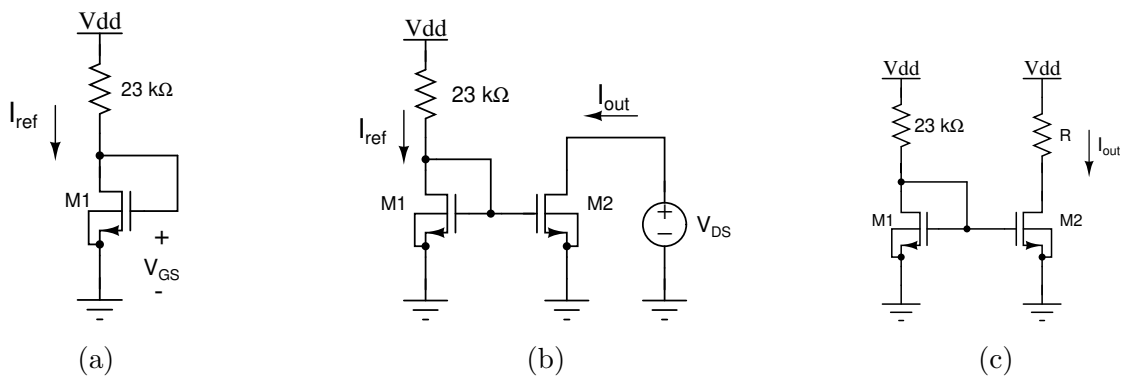 Vdd
23 kΩ
Iref
M1
+
VGS
-
(a)
Vdd
23 kΩ
Iref
Iout
M1
M2
+
−
VDS
(b)
Vdd
Vdd
23 kΩ
R
Iout
M1
M2
(c)